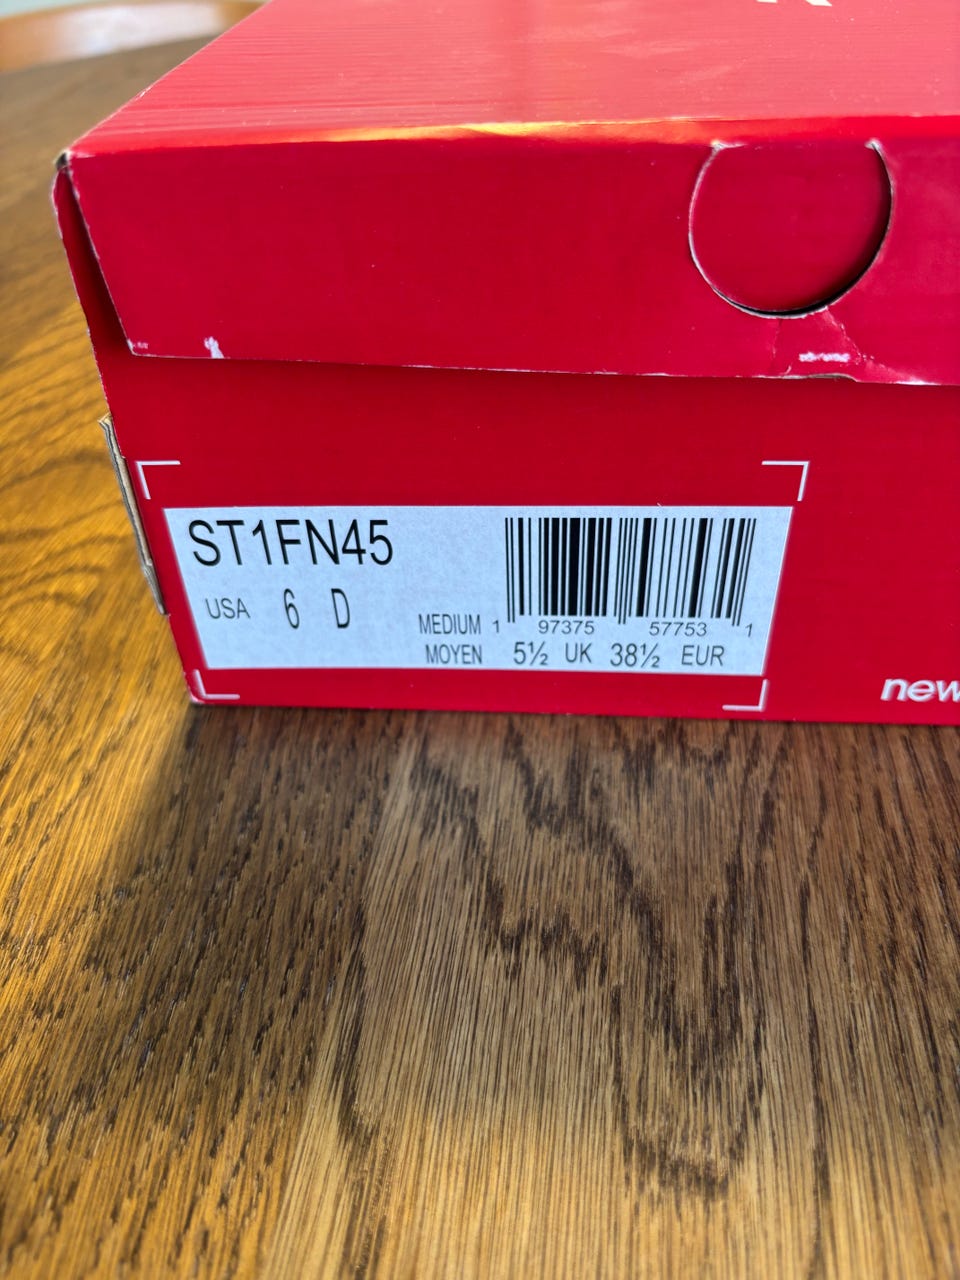 ST1FN45
USA 6 D
MEDIUM 1 97375 57753 1
MOYEN 5½ UK 38½ EUR
new